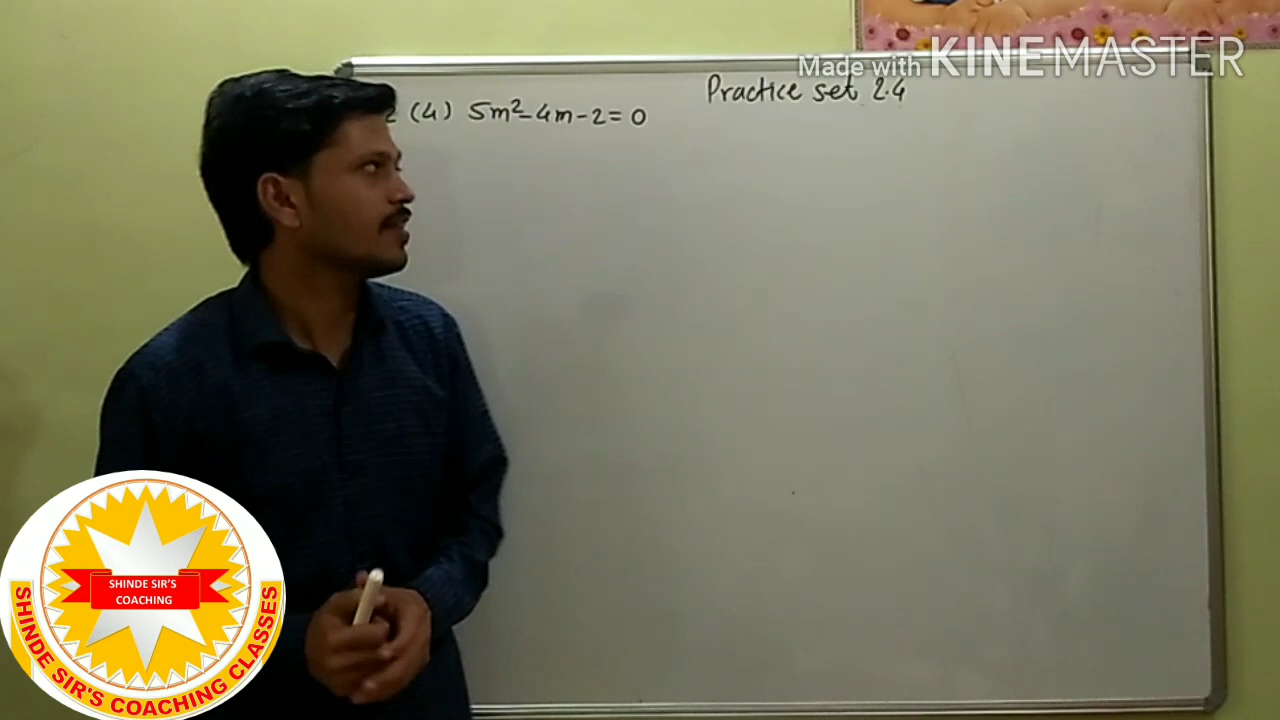 Made with KINEMASTER
Practice set 2.4
2 (4) 5m²-4m-2=0
SHINDE SIR'S
COACHING
SHINDE SIR'S COACHING CLASSES